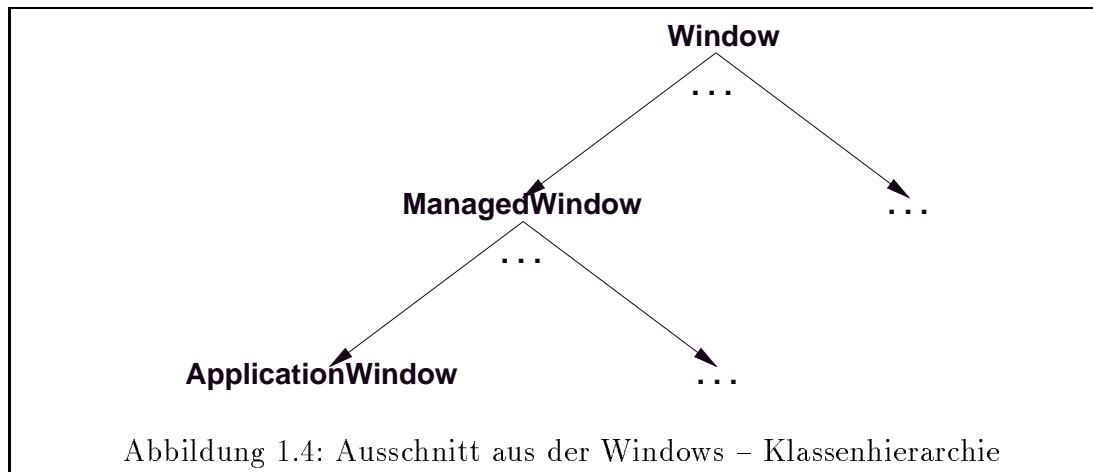 Window
...
ManagedWindow ...
...
ApplicationWindow ...
Abbildung 1.4: Ausschnitt aus der Windows – Klassenhierarchie